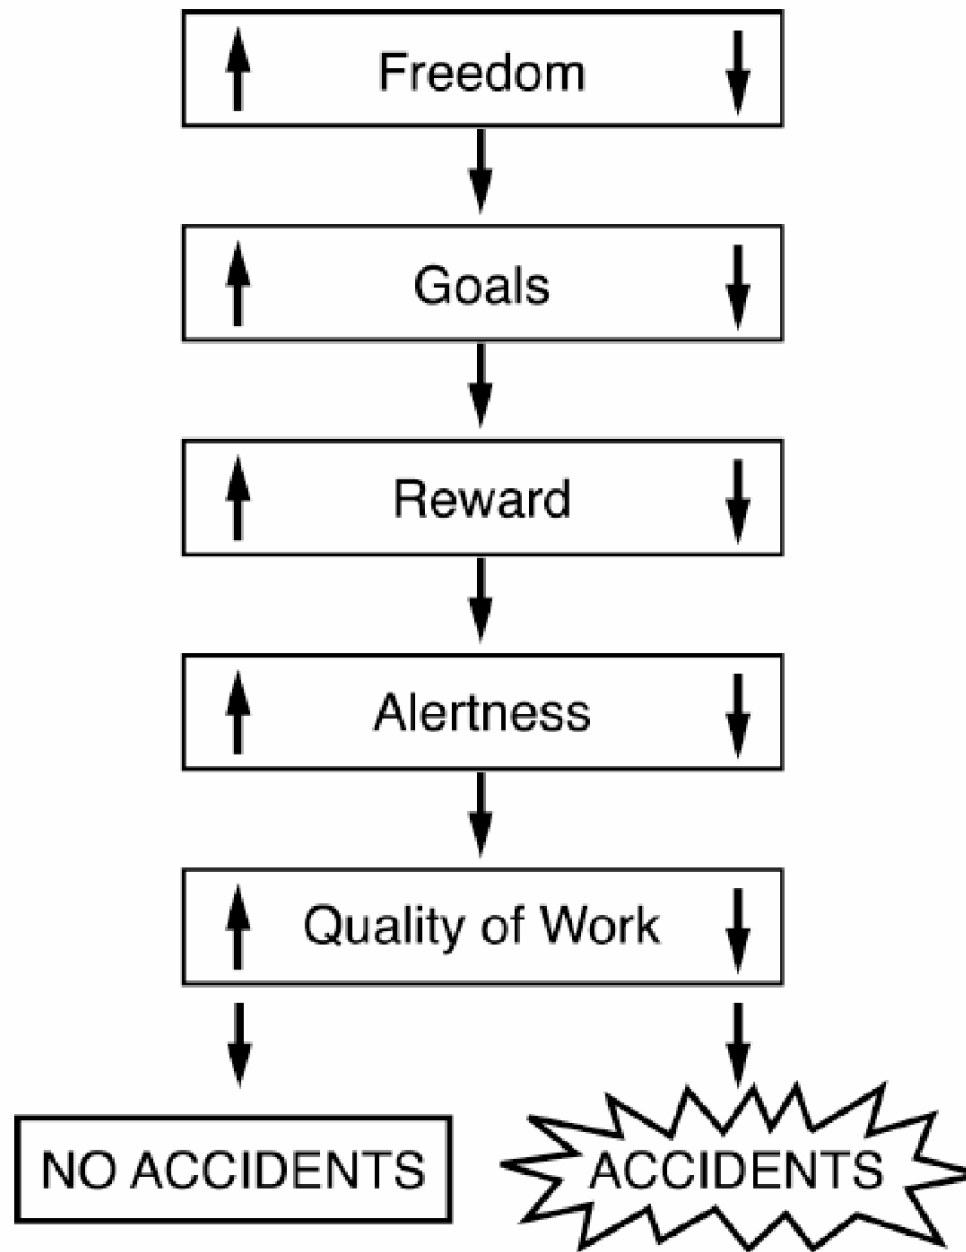 Freedom
Goals
Reward
Alertness
Quality of Work
NO ACCIDENTS
ACCIDENTS